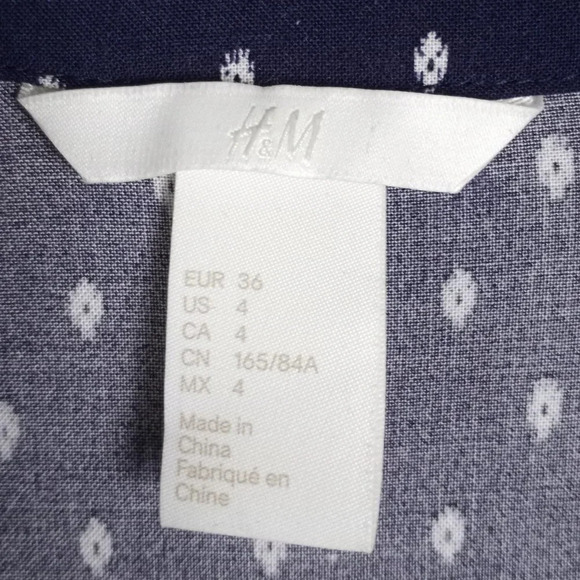 H&M
EUR 36
US 4
CA 4
CN 165/84A
MX 4
Made in
China
Fabriqué en
Chine